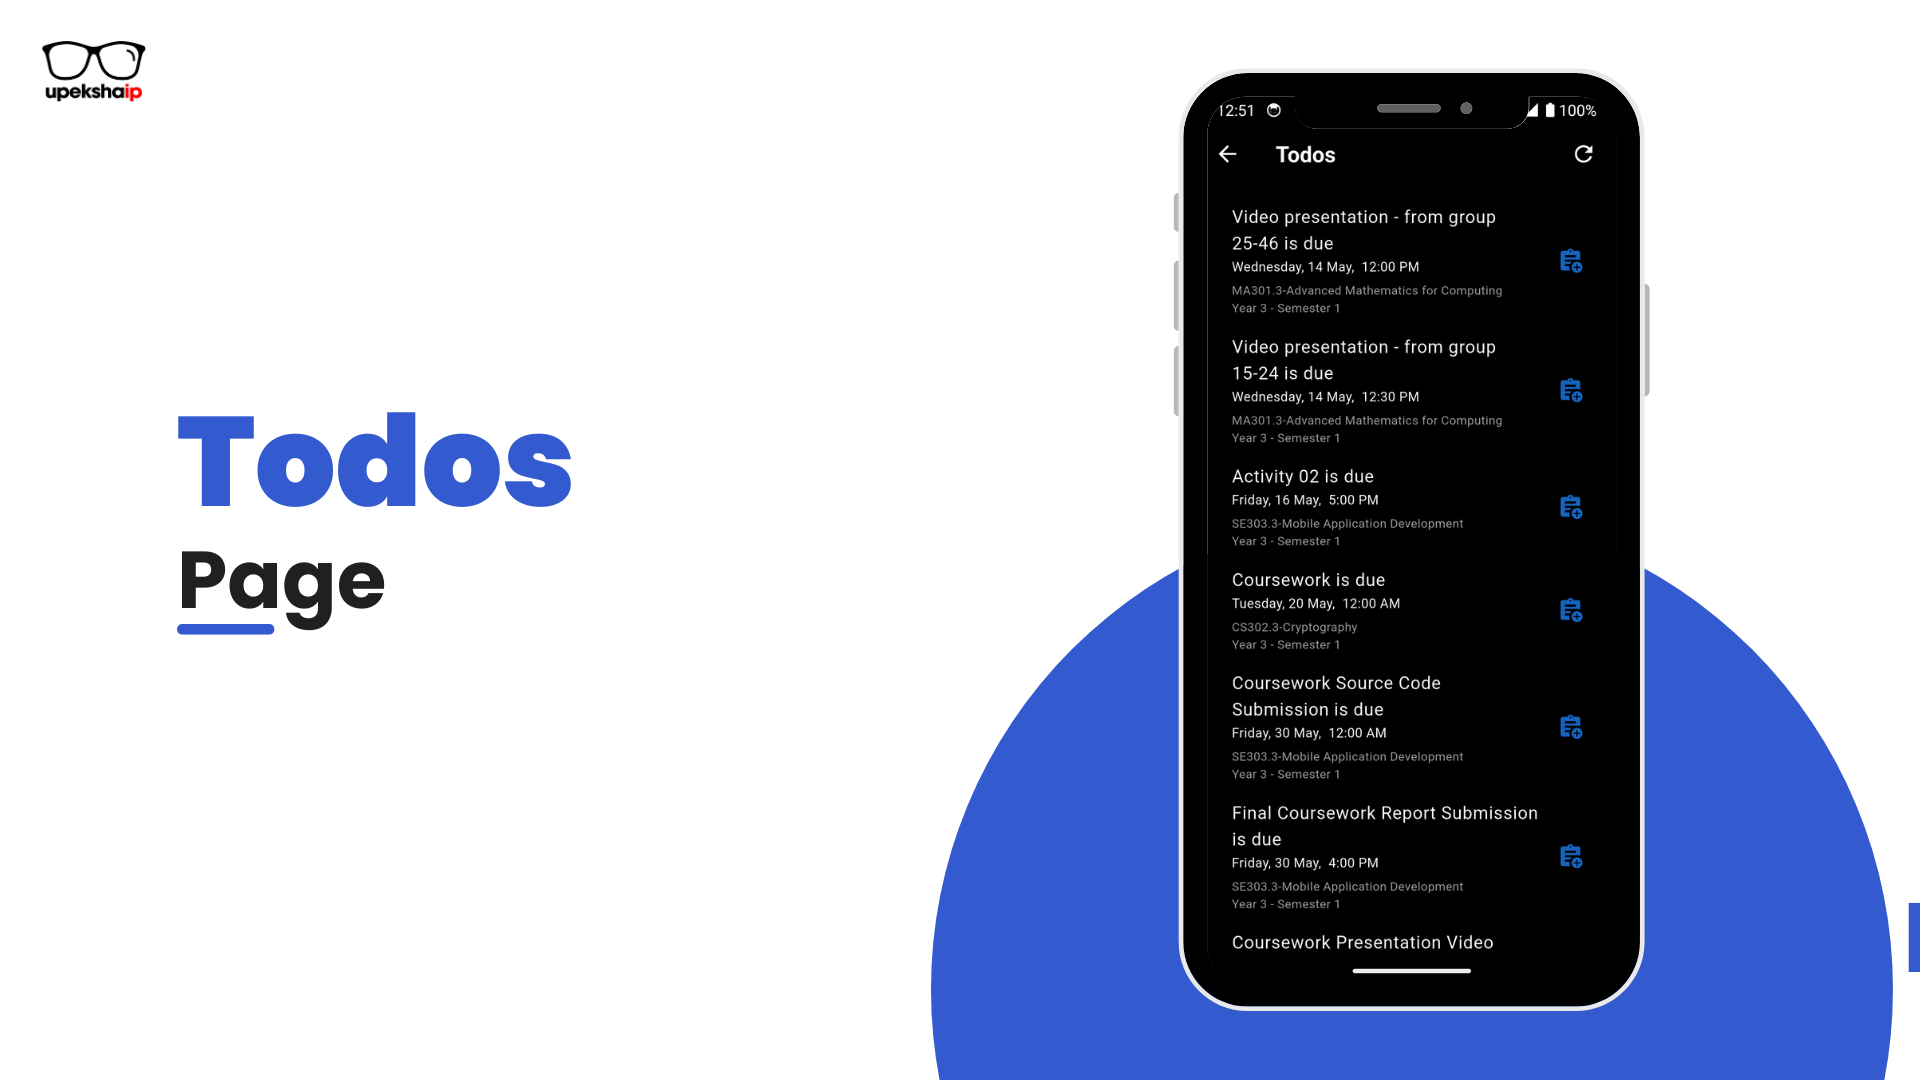 upekshaip
Todos
Page
12:51
100%
Todos
Video presentation - from group
25-46 is due
Wednesday, 14 May, 12:00 PM
MA301.3-Advanced Mathematics for Computing
Year 3 - Semester 1
Video presentation - from group
15-24 is due
Wednesday, 14 May, 12:30 PM
MA301.3-Advanced Mathematics for Computing
Year 3 - Semester 1
Activity 02 is due
Friday, 16 May, 5:00 PM
SE303.3-Mobile Application Development
Year 3 - Semester 1
Coursework is due
Tuesday, 20 May, 12:00 AM
CS302.3-Cryptography
Year 3 - Semester 1
Coursework Source Code
Submission is due
Friday, 30 May, 12:00 AM
SE303.3-Mobile Application Development
Year 3 - Semester 1
Final Coursework Report Submission
is due
Friday, 30 May, 4:00 PM
SE303.3-Mobile Application Development
Year 3 - Semester 1
Coursework Presentation Video